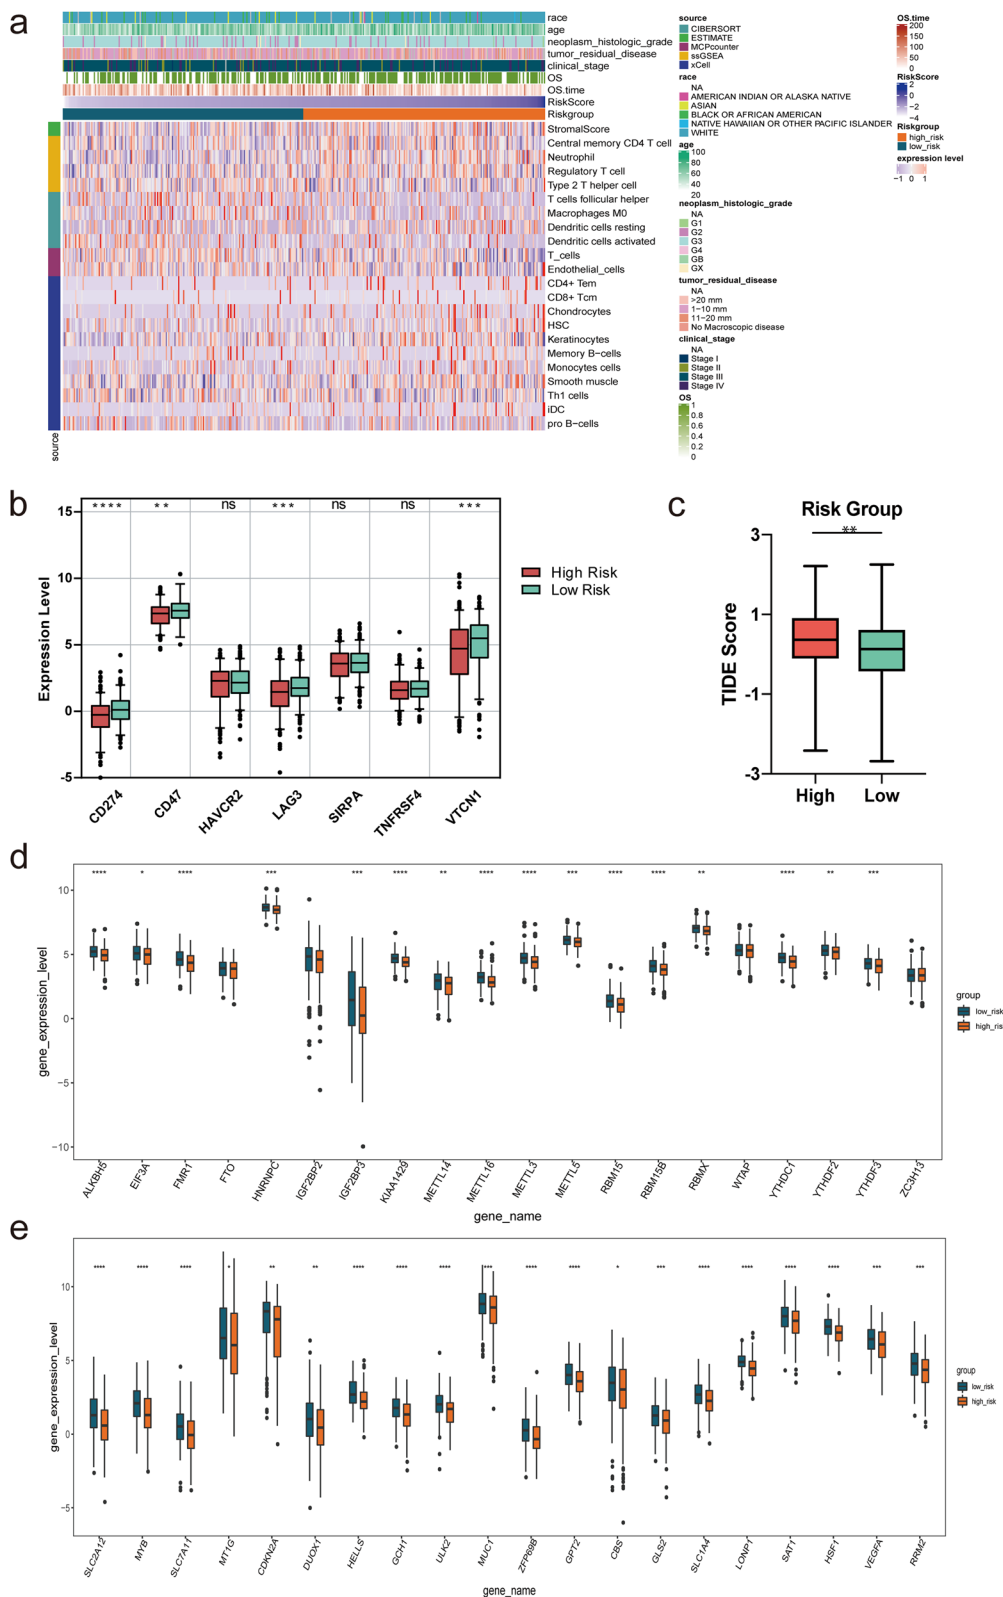 a
race
age
neoplasm_histologic_grade
tumor_residual_disease
clinical_stage
OS
OS.time
RiskScore
Riskgroup
StromalScore
Central memory CD4 T cell
Neutrophil
Regulatory T cell
Type 2 T helper cell
T cells follicular helper
Macrophages M0
Dendritic cells resting
Dendritic cells activated
T_cells
Endothelial_cells
CD4+ Tem
CD8+ Tcm
Chondrocytes
HSC
Keratinocytes
Memory B−cells
Monocytes cells
Smooth muscle
Th1 cells
iDC
pro B−cells
source
source
CIBERSORT
ESTIMATE
MCPcounter
ssGSEA
xCell
race
NA
AMERICAN INDIAN OR ALASKA NATIVE
ASIAN
BLACK OR AFRICAN AMERICAN
NATIVE HAWAIIAN OR OTHER PACIFIC ISLANDER
WHITE
age
100
80
60
40
20
neoplasm_histologic_grade
NA
G1
G2
G3
G4
GB
GX
tumor_residual_disease
NA
>20 mm
1−10 mm
11−20 mm
No Macroscopic disease
clinical_stage
NA
Stage I
Stage II
Stage III
Stage IV
OS
1
0.8
0.6
0.4
0.2
0
OS.time
200
150
100
50
0
RiskScore
2
0
−2
−4
Riskgroup
high_risk
low_risk
expression level
−1 0 1
b
Expression Level
15
10
5
0
-5
**** ** ns *** ns ns ***
CD274 CD47 HAVCR2 LAG3 SIRPA TNFRSF4 VTCN1
High Risk
Low Risk
c
Risk Group
**
TIDE Score
3
1
-1
-3
High Low
d
gene_expression_level
10
5
0
−5
−10
**** * **** *** *** **** ** **** **** *** **** **** ** **** ** ***
ALKBH5 EIF3A FMR1 FTO HNRNPC IGF2BP2 IGF2BP3 KIAA1429 METTL14 METTL16 METTL3 METTL5 RBM15 RBM15B RBMX WTAP YTHDC1 YTHDF2 YTHDF3 ZC3H13
gene_name
group
low_risk
high_ris
e
gene_expression_level
10
5
0
−5
**** **** **** * ** ** **** **** **** *** **** **** * *** **** **** **** **** *** ***
SLC2A12 MYB SLC7A11 MT1G CDKN2A DUOX1 HELLS GCH1 ULK2 MUC1 ZFP69B GPT2 CBS GLS2 SLC1A4 LONP1 SAT1 HSF1 VEGFA RRM2
gene_name
group
low_risk
high_risk